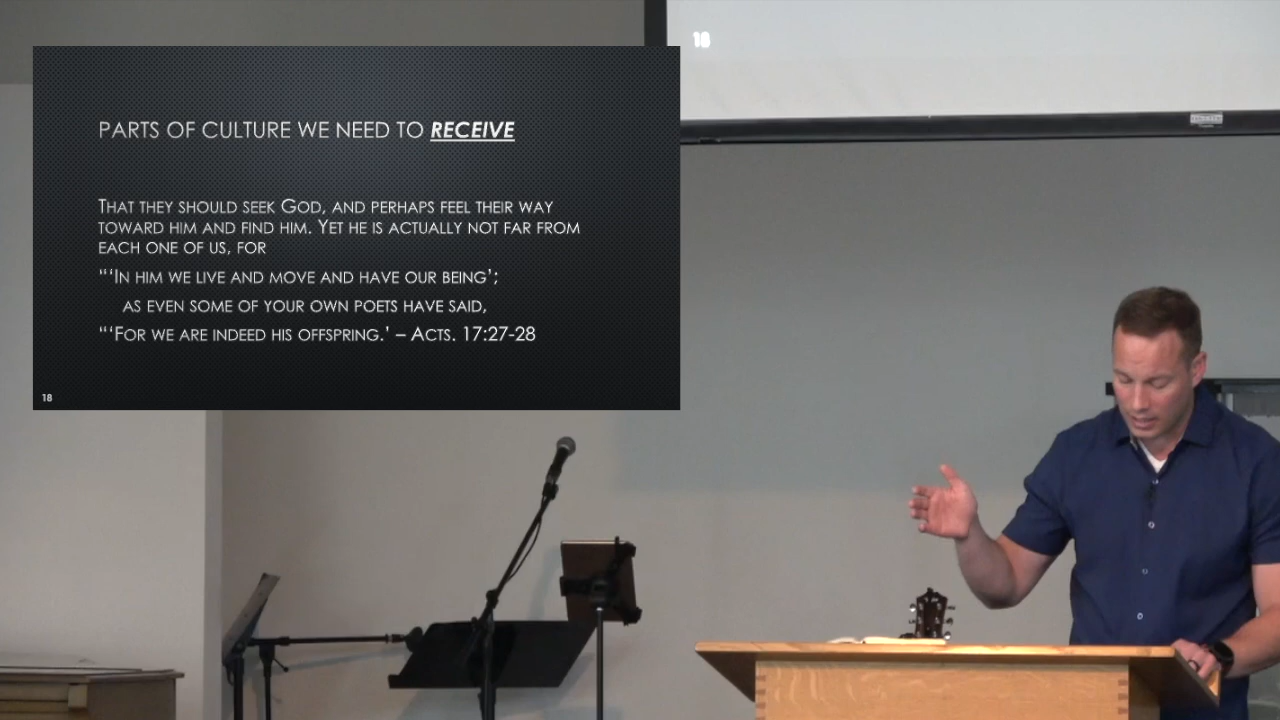 PARTS OF CULTURE WE NEED TO RECEIVE
THAT THEY SHOULD SEEK GOD, AND PERHAPS FEEL THEIR WAY
TOWARD HIM AND FIND HIM. YET HE IS ACTUALLY NOT FAR FROM
EACH ONE OF US, FOR
“‘IN HIM WE LIVE AND MOVE AND HAVE OUR BEING’;
AS EVEN SOME OF YOUR OWN POETS HAVE SAID,
“‘FOR WE ARE INDEED HIS OFFSPRING.’ – ACTS. 17:27-28
18
18